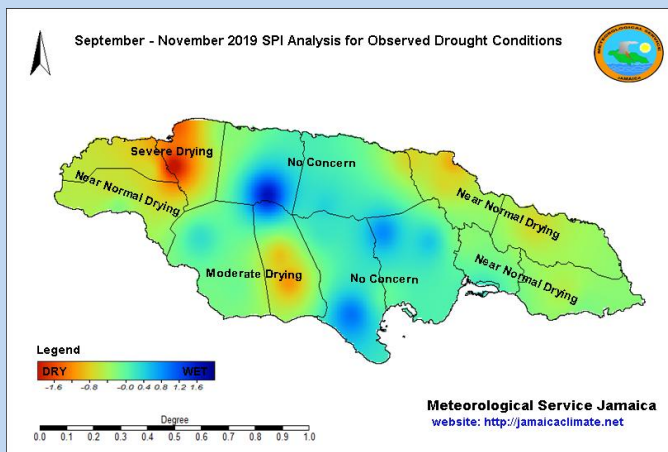 September - November 2019 SPI Analysis for Observed Drought Conditions
METEOROLOGICAL SERVICE
JAMAICA
Severe Drying
No Concern
Near Normal Drying
Near Normal Drying
Moderate Drying
No Concern
Near Normal Drying
Legend
DRY WET
-1.6 -0.8 -0.0 0.4 0.8 1.2 1.6
Meteorological Service Jamaica
website: http://jamaicaclimate.net
Degree
0.0 0.1 0.2 0.3 0.4 0.5 0.6 0.7 0.8 0.9 1.0